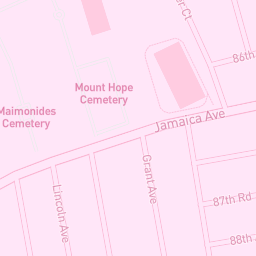 86th
Mount Hope
Cemetery
Maimonides
Cemetery
Jamaica Ave
Grant Ave
Lincoln Ave
87th Rd
88th